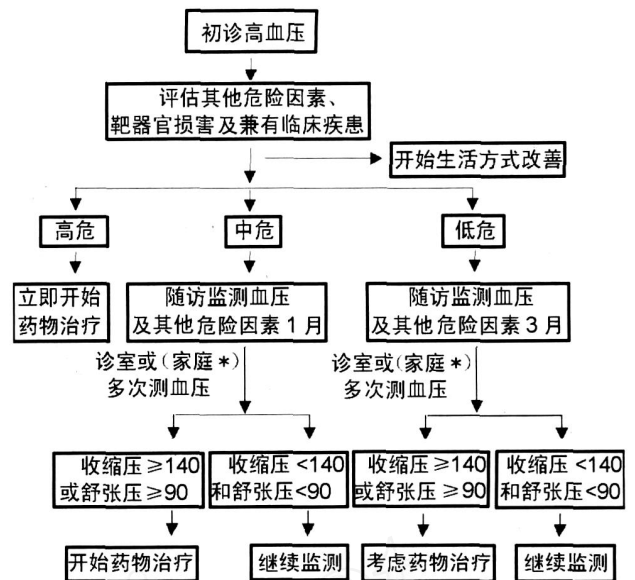 初诊高血压
评估其他危险因素、
靶器官损害及兼有临床疾患
开始生活方式改善
高危
中危
低危
立即开始
药物治疗
随访监测血压
及其他危险因素1月
随访监测血压
及其他危险因素3月
诊室或(家庭*)
多次测血压
诊室或(家庭*)
多次测血压
收缩压≥140
或舒张压≥90
收缩压<140
和舒张压<90
收缩压≥140
或舒张压≥90
收缩压<140
和舒张压<90
开始药物治疗
继续监测
考虑药物治疗
继续监测